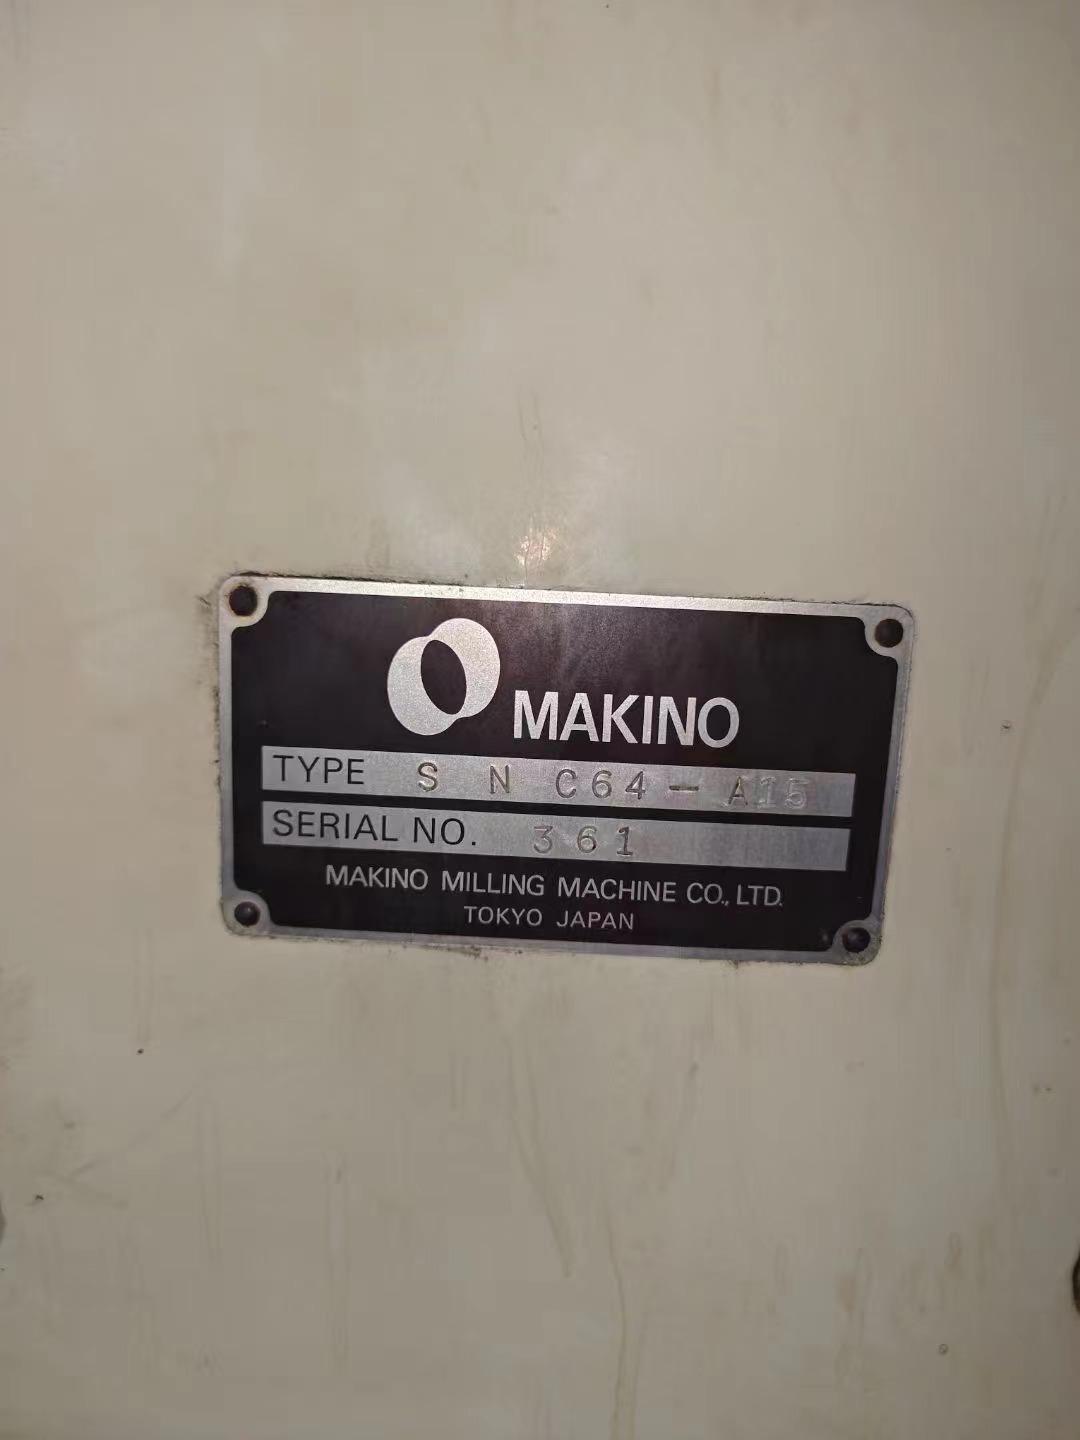 MAKINO
TYPE S N C64 - A15
SERIAL NO. 361
MAKINO MILLING MACHINE CO., LTD.
TOKYO JAPAN